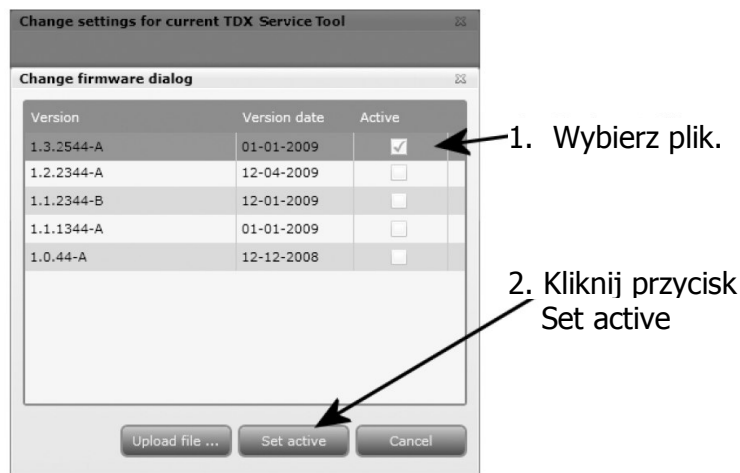 Change settings for current TDX Service Tool
Change firmware dialog
Version Version date Active
1.3.2544-A 01-01-2009
1.2.2344-A 12-04-2009
1.1.2344-B 12-01-2009
1.1.1344-A 01-01-2009
1.0.44-A 12-12-2008
Upload file ... Set active Cancel
1. Wybierz plik.
2. Kliknij przycisk
Set active